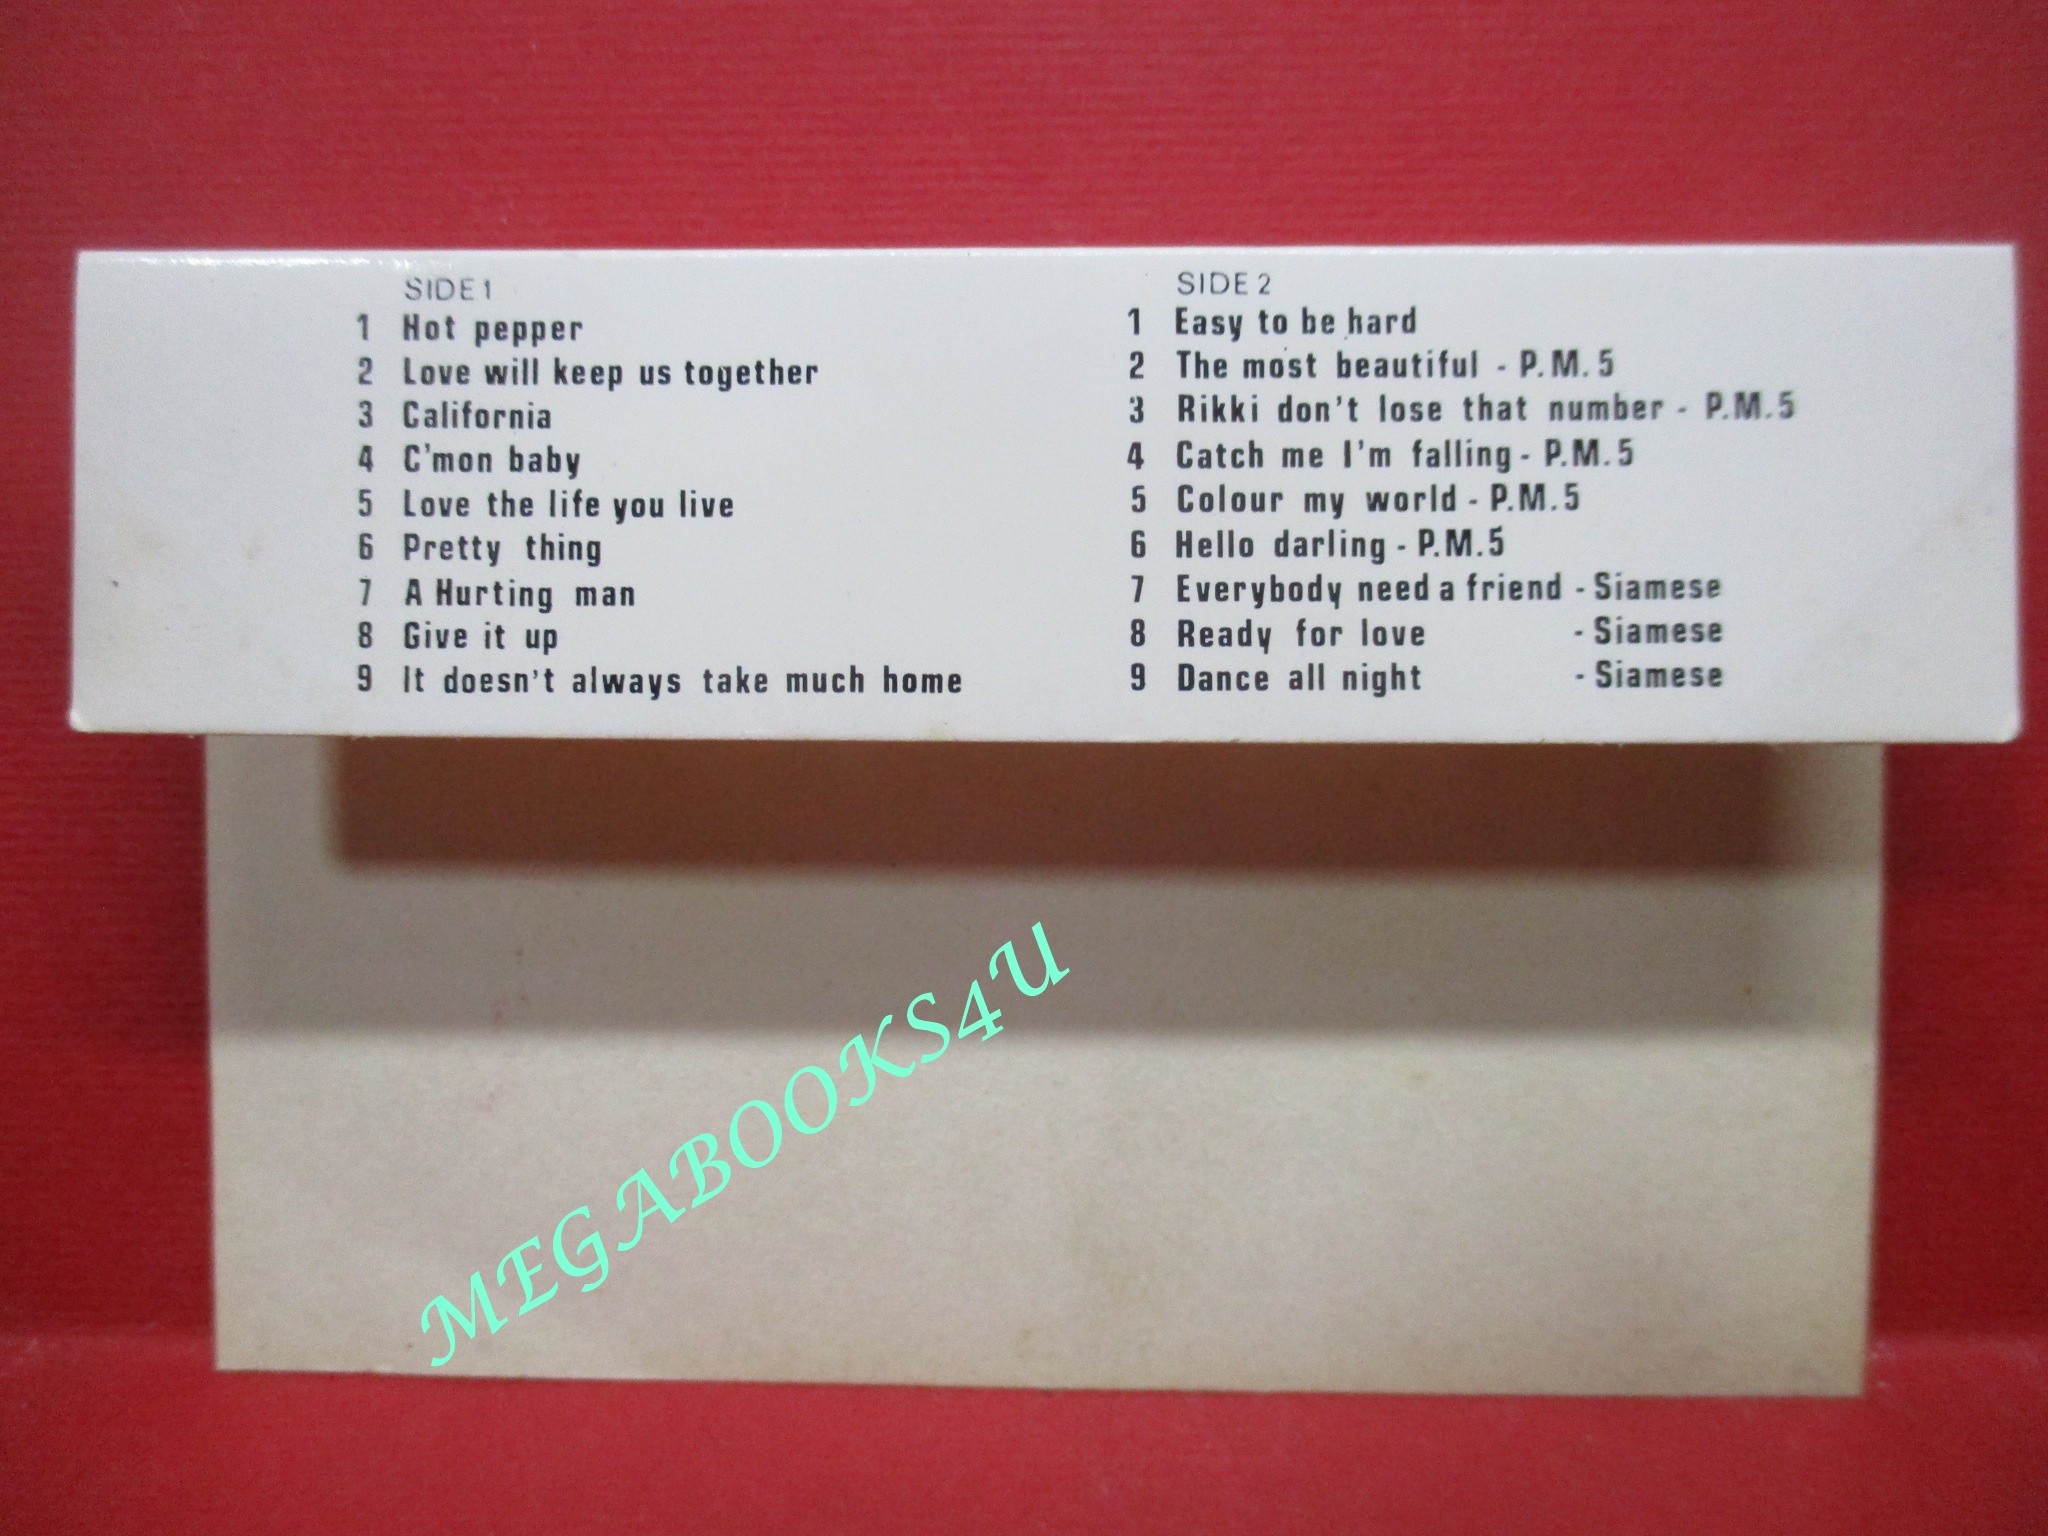 SIDE 1
1 Hot pepper
2 Love will keep us together
3 California
4 C'mon baby
5 Love the life you live
6 Pretty thing
7 A Hurting man
8 Give it up
9 It doesn't always take much home
SIDE 2
1 Easy to be hard
2 The most beautiful - P.M.5
3 Rikki don't lose that number - P.M.5
4 Catch me I'm falling - P.M.5
5 Colour my world - P.M.5
6 Hello darling - P.M.5
7 Everybody need a friend - Siamese
8 Ready for love - Siamese
9 Dance all night - Siamese
MEGABOOKS4U